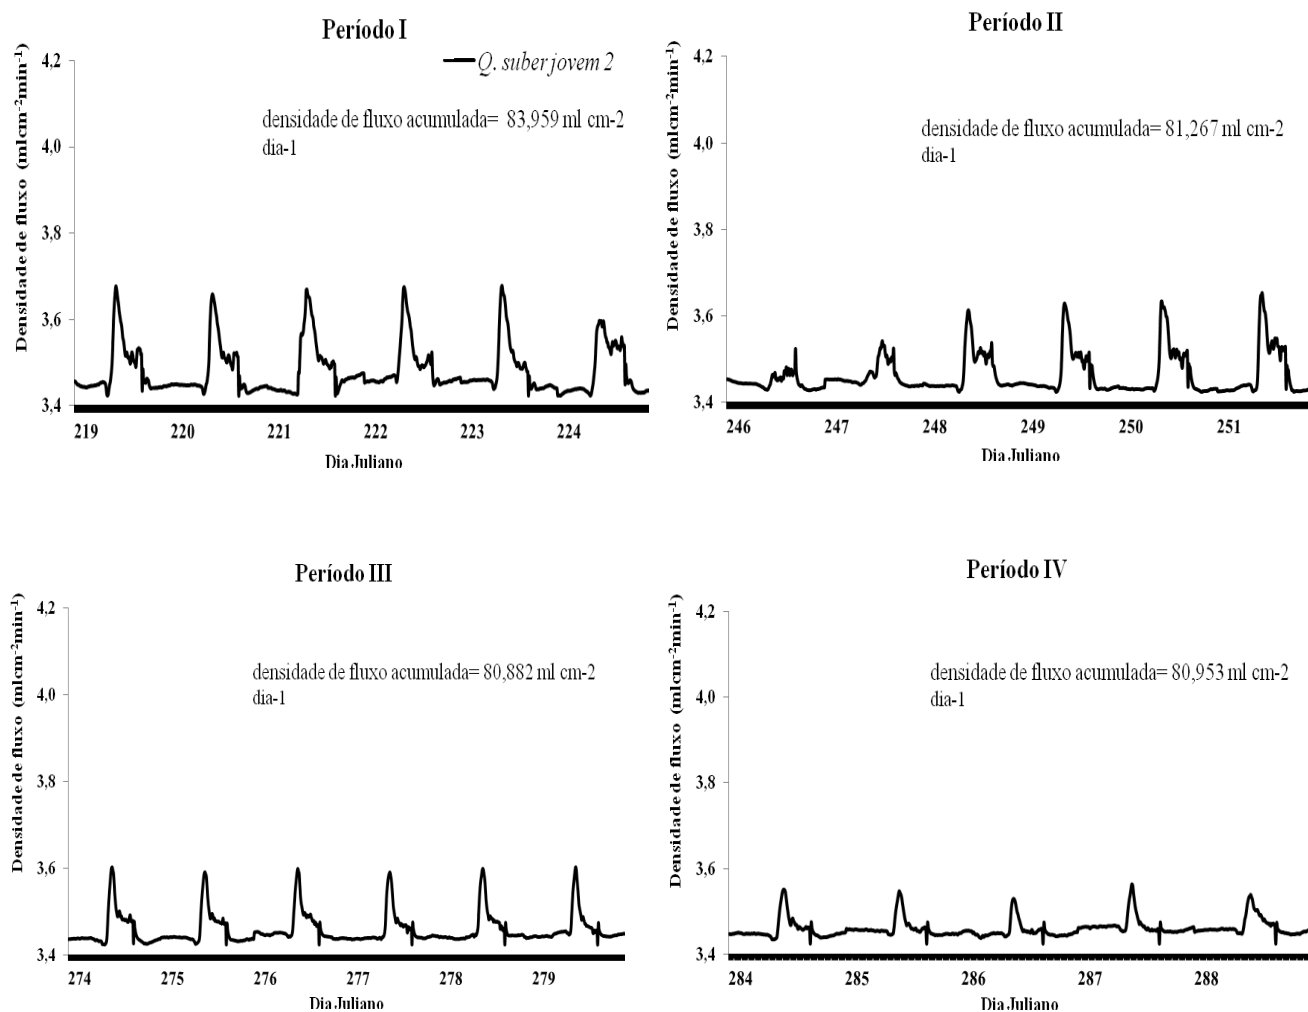 Período I
Densidade de fluxo (mlcm-2min-1)
4,2
4,0
3,8
3,6
3,4
Q. suber jovem 2
densidade de fluxo acumulada= 83,959 ml cm-2
dia-1
219 220 221 222 223 224
Dia Juliano
Período II
Densidade de fluxo (mlcm-2min-1)
4,2
4,0
3,8
3,6
3,4
densidade de fluxo acumulada= 81,267 ml cm-2
dia-1
246 247 248 249 250 251
Dia Juliano
Período III
Densidade de fluxo (mlcm-2min-1)
4,2
4,0
3,8
3,6
3,4
densidade de fluxo acumulada= 80,882 ml cm-2
dia-1
274 275 276 277 278 279
Dia Juliano
Período IV
Densidade de fluxo (mlcm-2min-1)
4,2
4,0
3,8
3,6
3,4
densidade de fluxo acumulada= 80,953 ml cm-2
dia-1
284 285 286 287 288
Dia Juliano